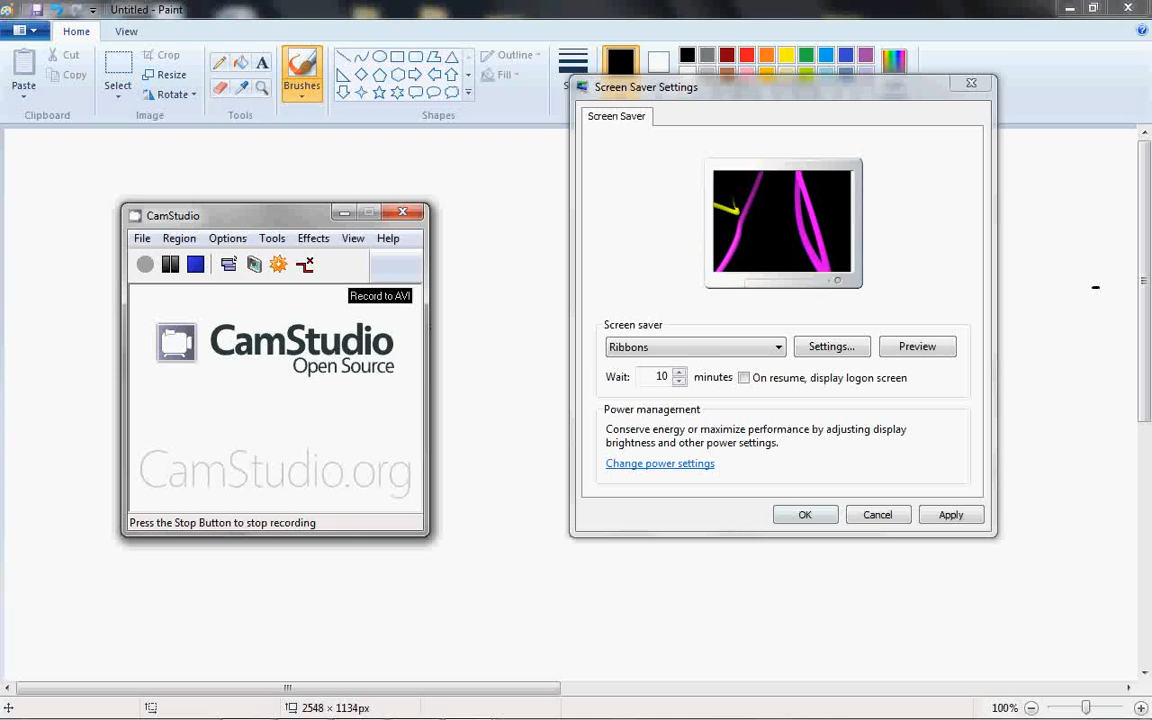 Untitled - Paint
Home View
Paste
Cut
Copy
Clipboard
Select
Crop
Resize
Rotate
Image
A
Tools
Brushes
Shapes
Outline
Fill
Screen Saver Settings
Screen Saver
Screen saver
Ribbons
Settings...
Preview
Wait: 10 minutes On resume, display logon screen
Power management
Conserve energy or maximize performance by adjusting display
brightness and other power settings.
Change power settings
OK Cancel Apply
CamStudio
File Region Options Tools Effects View Help
Record to AVI
CamStudio
Open Source
CamStudio.org
Press the Stop Button to stop recording
2548 × 1134px
100%